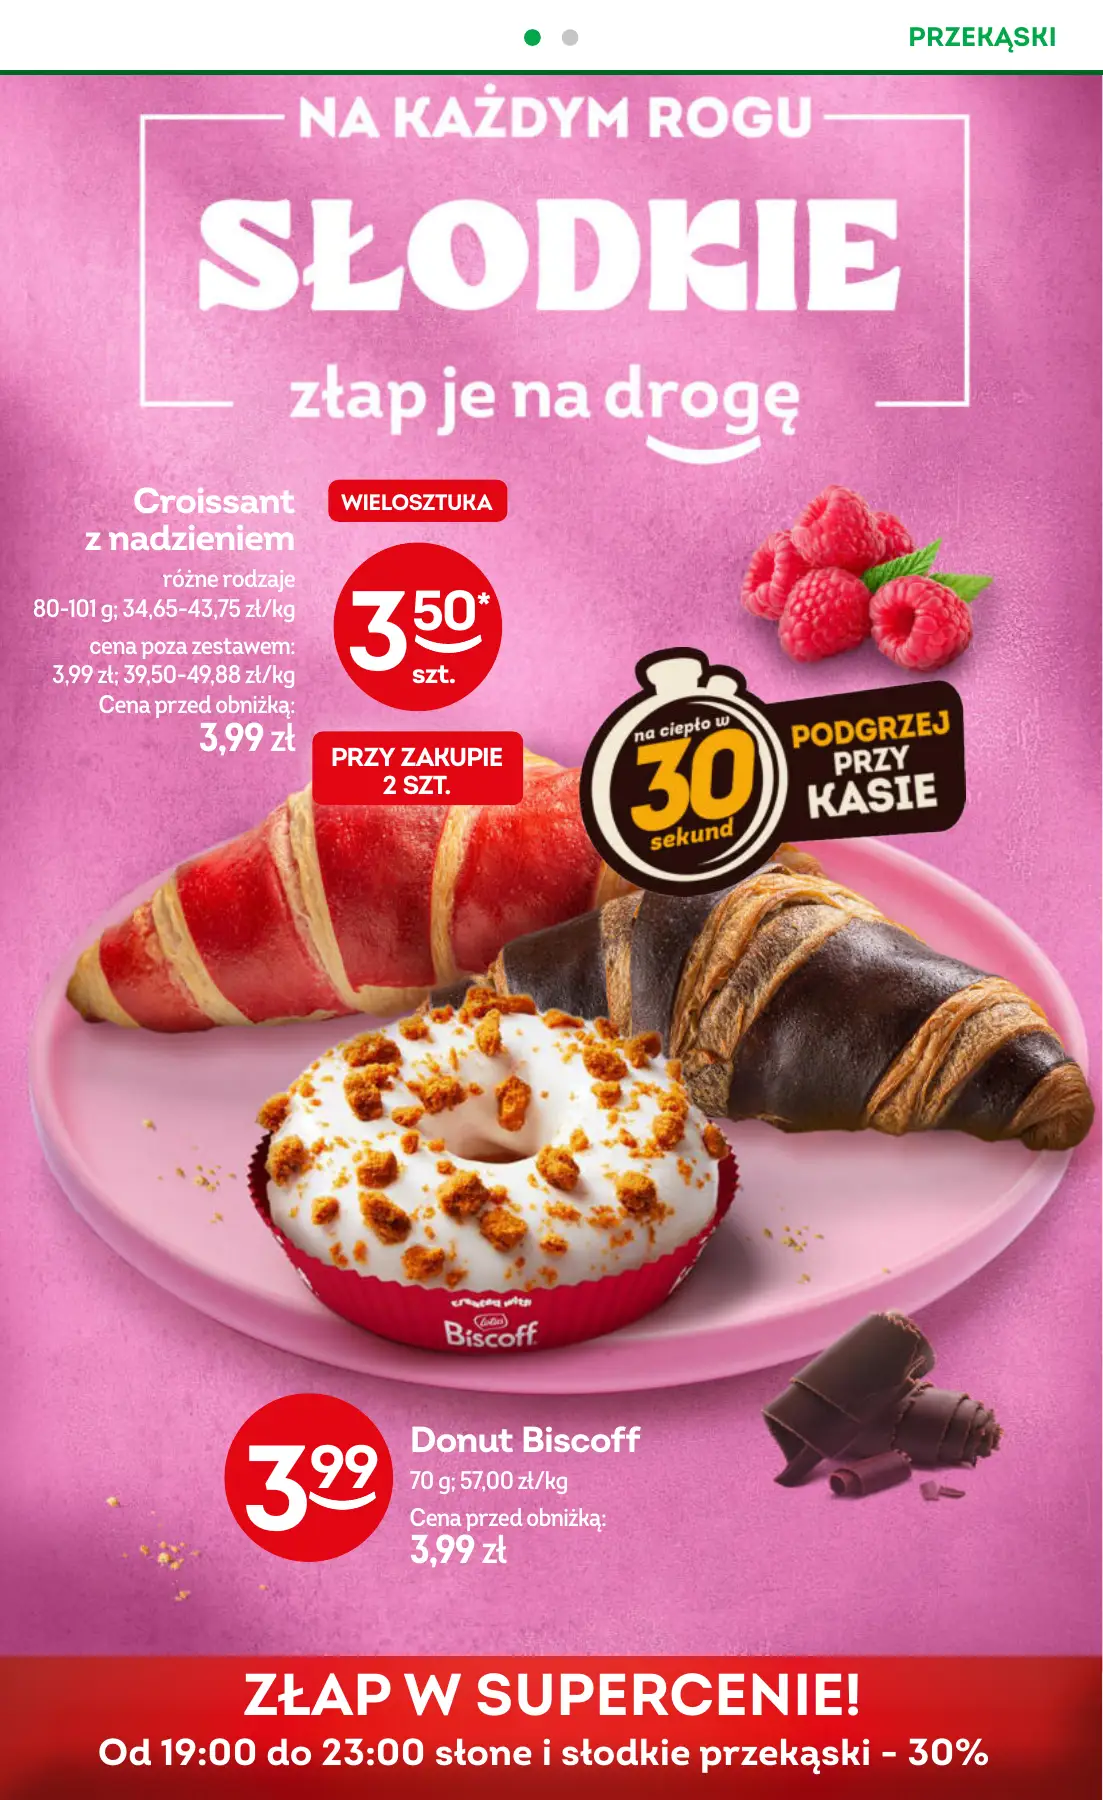 PRZEKĄSKI
NA KAŻDYM ROGU
SŁODKIE
złap je na drogę
Croissant
z nadzieniem
różne rodzaje
80-101 g; 34,65-43,75 zł/kg
cena poza zestawem:
3,99 zł; 39,50-49,88 zł/kg
Cena przed obniżką:
3,99 zł
WIELOSZTUKA
3 50*
szt.
PRZY ZAKUPIE
2 SZT.
na ciepło w
30
sekund
PODGRZEJ
PRZY
KASIE
created with
Lotus
Biscoff
3 99
Donut Biscoff
70 g; 57,00 zł/kg
Cena przed obniżką:
3,99 zł
ZŁAP W SUPERCENIE!
Od 19:00 do 23:00 słone i słodkie przekąski - 30%